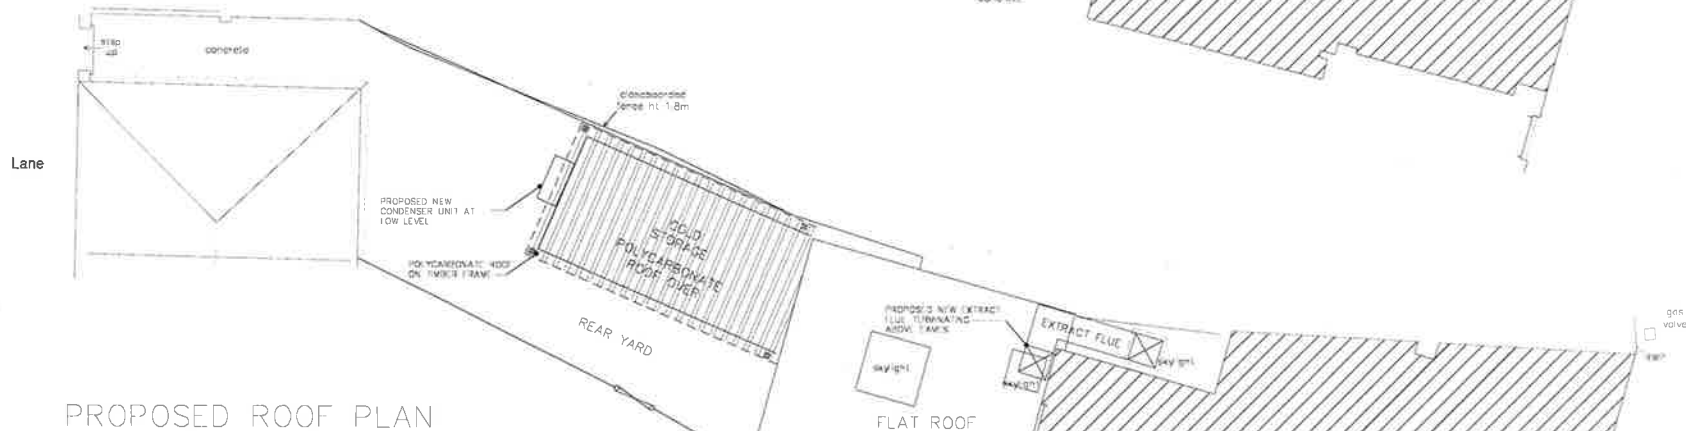 step
concrete
closeboarded
fence ht 1.8m
Lane
PROPOSED NEW
CONDENSER UNIT AT
LOW LEVEL
COLD
STORAGE
POLYCARBONATE
ROOF OVER
POLYCARBONATE ROOF
ON TIMBER FRAME
REAR YARD
PROPOSED NEW EXTRACT
FLUE TERMINATING
ABOVE EAVES
EXTRACT FLUE
gas
valve
skylight
skylight
skylight
PROPOSED ROOF PLAN
FLAT ROOF